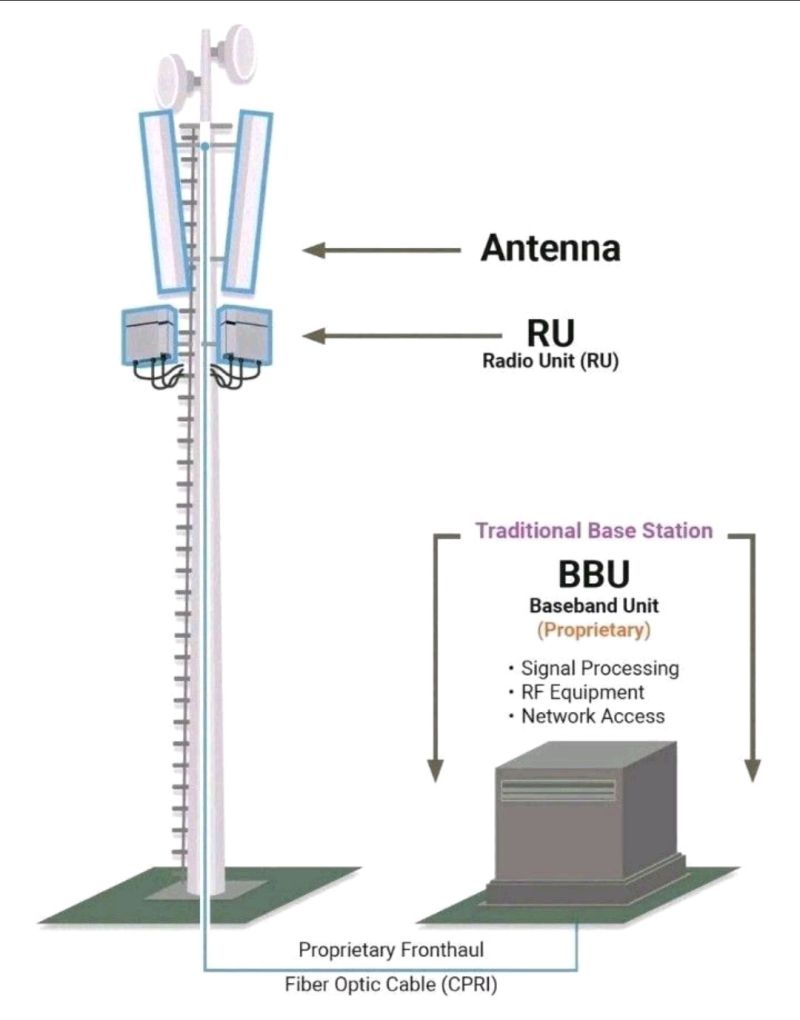 Antenna
RU
Radio Unit (RU)
Traditional Base Station
BBU
Baseband Unit
(Proprietary)
• Signal Processing
• RF Equipment
• Network Access
Proprietary Fronthaul
Fiber Optic Cable (CPRI)